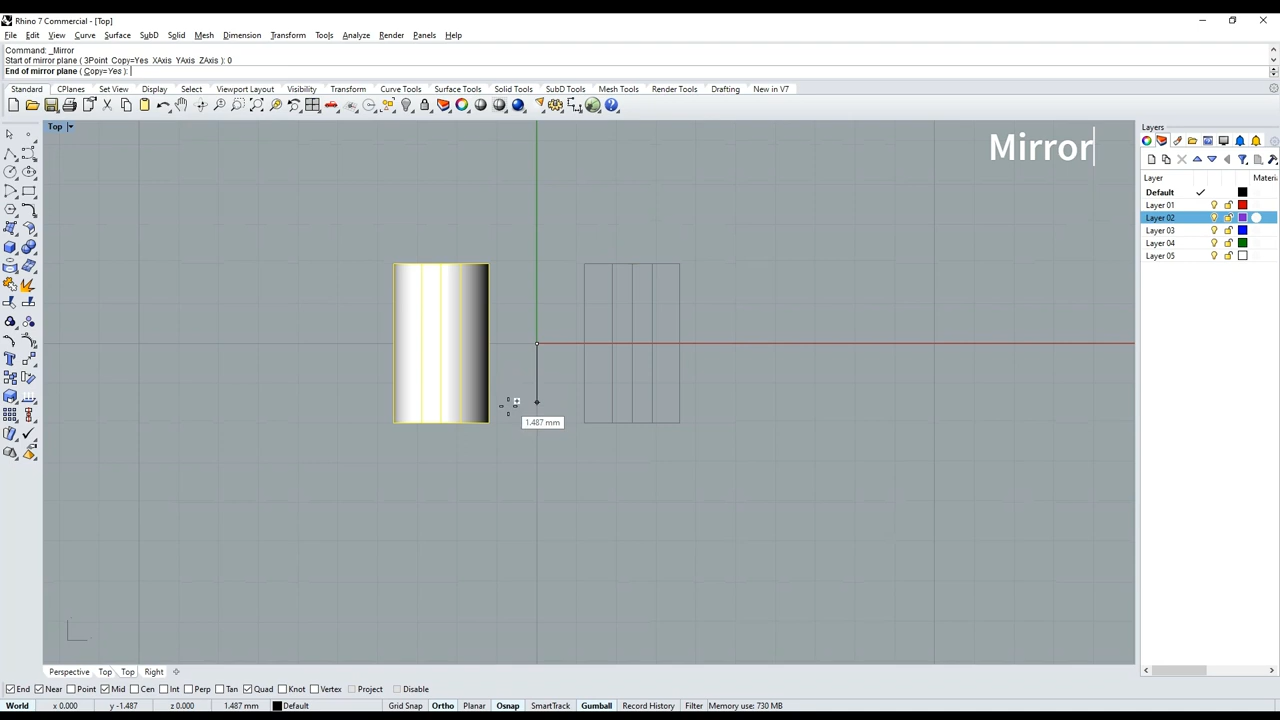 Rhino 7 Commercial - [Top]
File Edit View Curve Surface SubD Solid Mesh Dimension Transform Tools Analyze Render Panels Help
Command: _Mirror
Start of mirror plane ( 3Point Copy=Yes XAxis YAxis ZAxis ): 0
End of mirror plane ( Copy=Yes ):
Standard CPlanes Set View Display Select Viewport Layout Visibility Transform Curve Tools Surface Tools Solid Tools SubD Tools Mesh Tools Render Tools Drafting New in V7
Top
Mirror
Layers
Layer Materi
Default
Layer 01
Layer 02
Layer 03
Layer 04
Layer 05
1.487 mm
Perspective Top Top Right
End Near Point Mid Cen Int Perp Tan Quad Knot Vertex Project Disable
World x 0.000 y -1.487 z 0.000 1.487 mm Default Grid Snap Ortho Planar Osnap SmartTrack Gumball Record History Filter Memory use: 730 MB